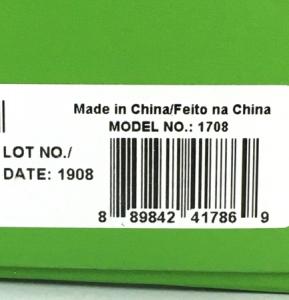 Made in China/Feito na China
MODEL NO.: 1708
LOT NO./
DATE: 1908
8 89842 41786 9